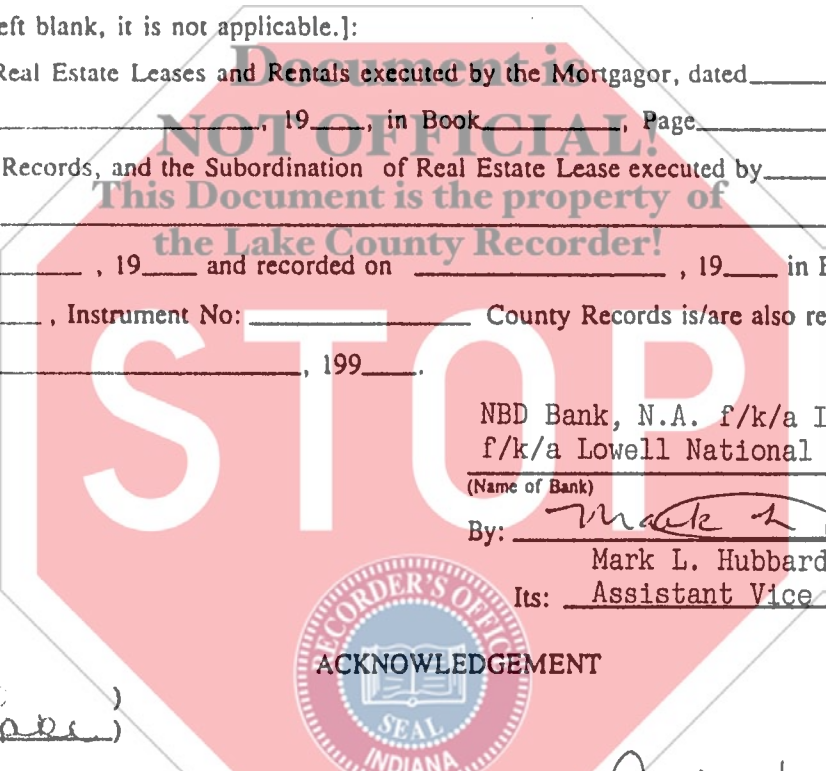 eft blank, it is not applicable.]:
Real Estate Leases and Rentals executed by the Mortgagor, dated
Document is
, 19 , in Book , Page
NOT OFFICIAL!
Records, and the Subordination of Real Estate Lease executed by
This Document is the property of
the Lake County Recorder!
, 19 and recorded on , 19 in
, Instrument No: County Records is/are also re
, 199 .
STOP
NBD Bank, N.A. f/k/a
f/k/a Lowell National
(Name of Bank)
By: Mark L
Mark L. Hubbard
Its: Assistant Vice
RECORDER'S OFFICE
ACKNOWLEDGEMENT
)
)
SEAL
INDIANA